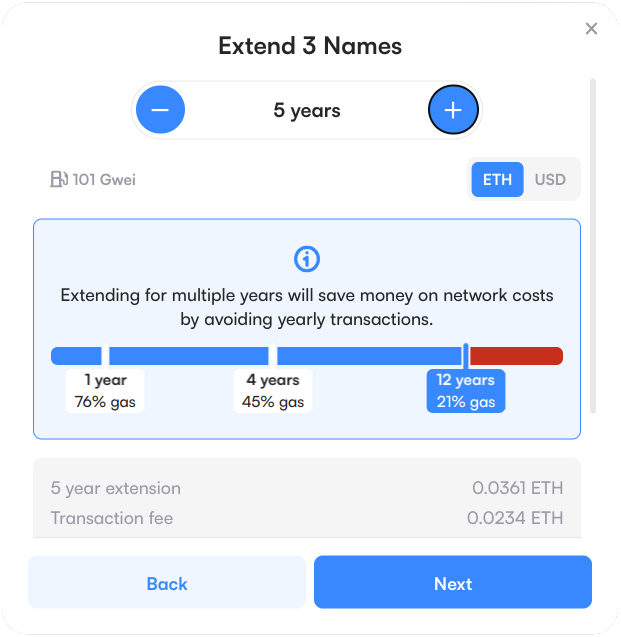 Extend 3 Names
5 years
101 Gwei
ETH USD
Extending for multiple years will save money on network costs
by avoiding yearly transactions.
1 year 4 years 12 years
76% gas 45% gas 21% gas
5 year extension 0.0361 ETH
Transaction fee 0.0234 ETH
Back Next